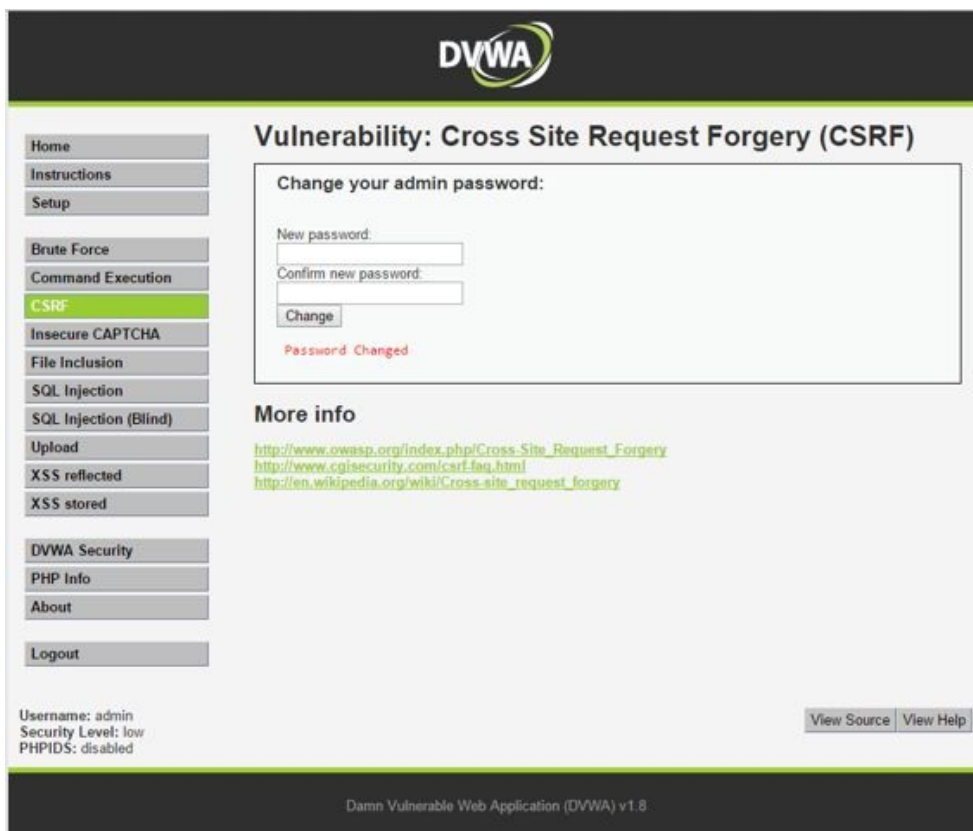 DVWA
Home
Instructions
Setup
Brute Force
Command Execution
CSRF
Insecure CAPTCHA
File Inclusion
SQL Injection
SQL Injection (Blind)
Upload
XSS reflected
XSS stored
DVWA Security
PHP Info
About
Logout
Vulnerability: Cross Site Request Forgery (CSRF)
Change your admin password:
New password:
Confirm new password:
Change
Password Changed
More info
http://www.owasp.org/index.php/Cross-Site_Request_Forgery
http://www.cgisecurity.com/csrf-faq.html
http://en.wikipedia.org/wiki/Cross-site_request_forgery
Username: admin
Security Level: low
PHPIDS: disabled
View Source
View Help
Damn Vulnerable Web Application (DVWA) v1.8